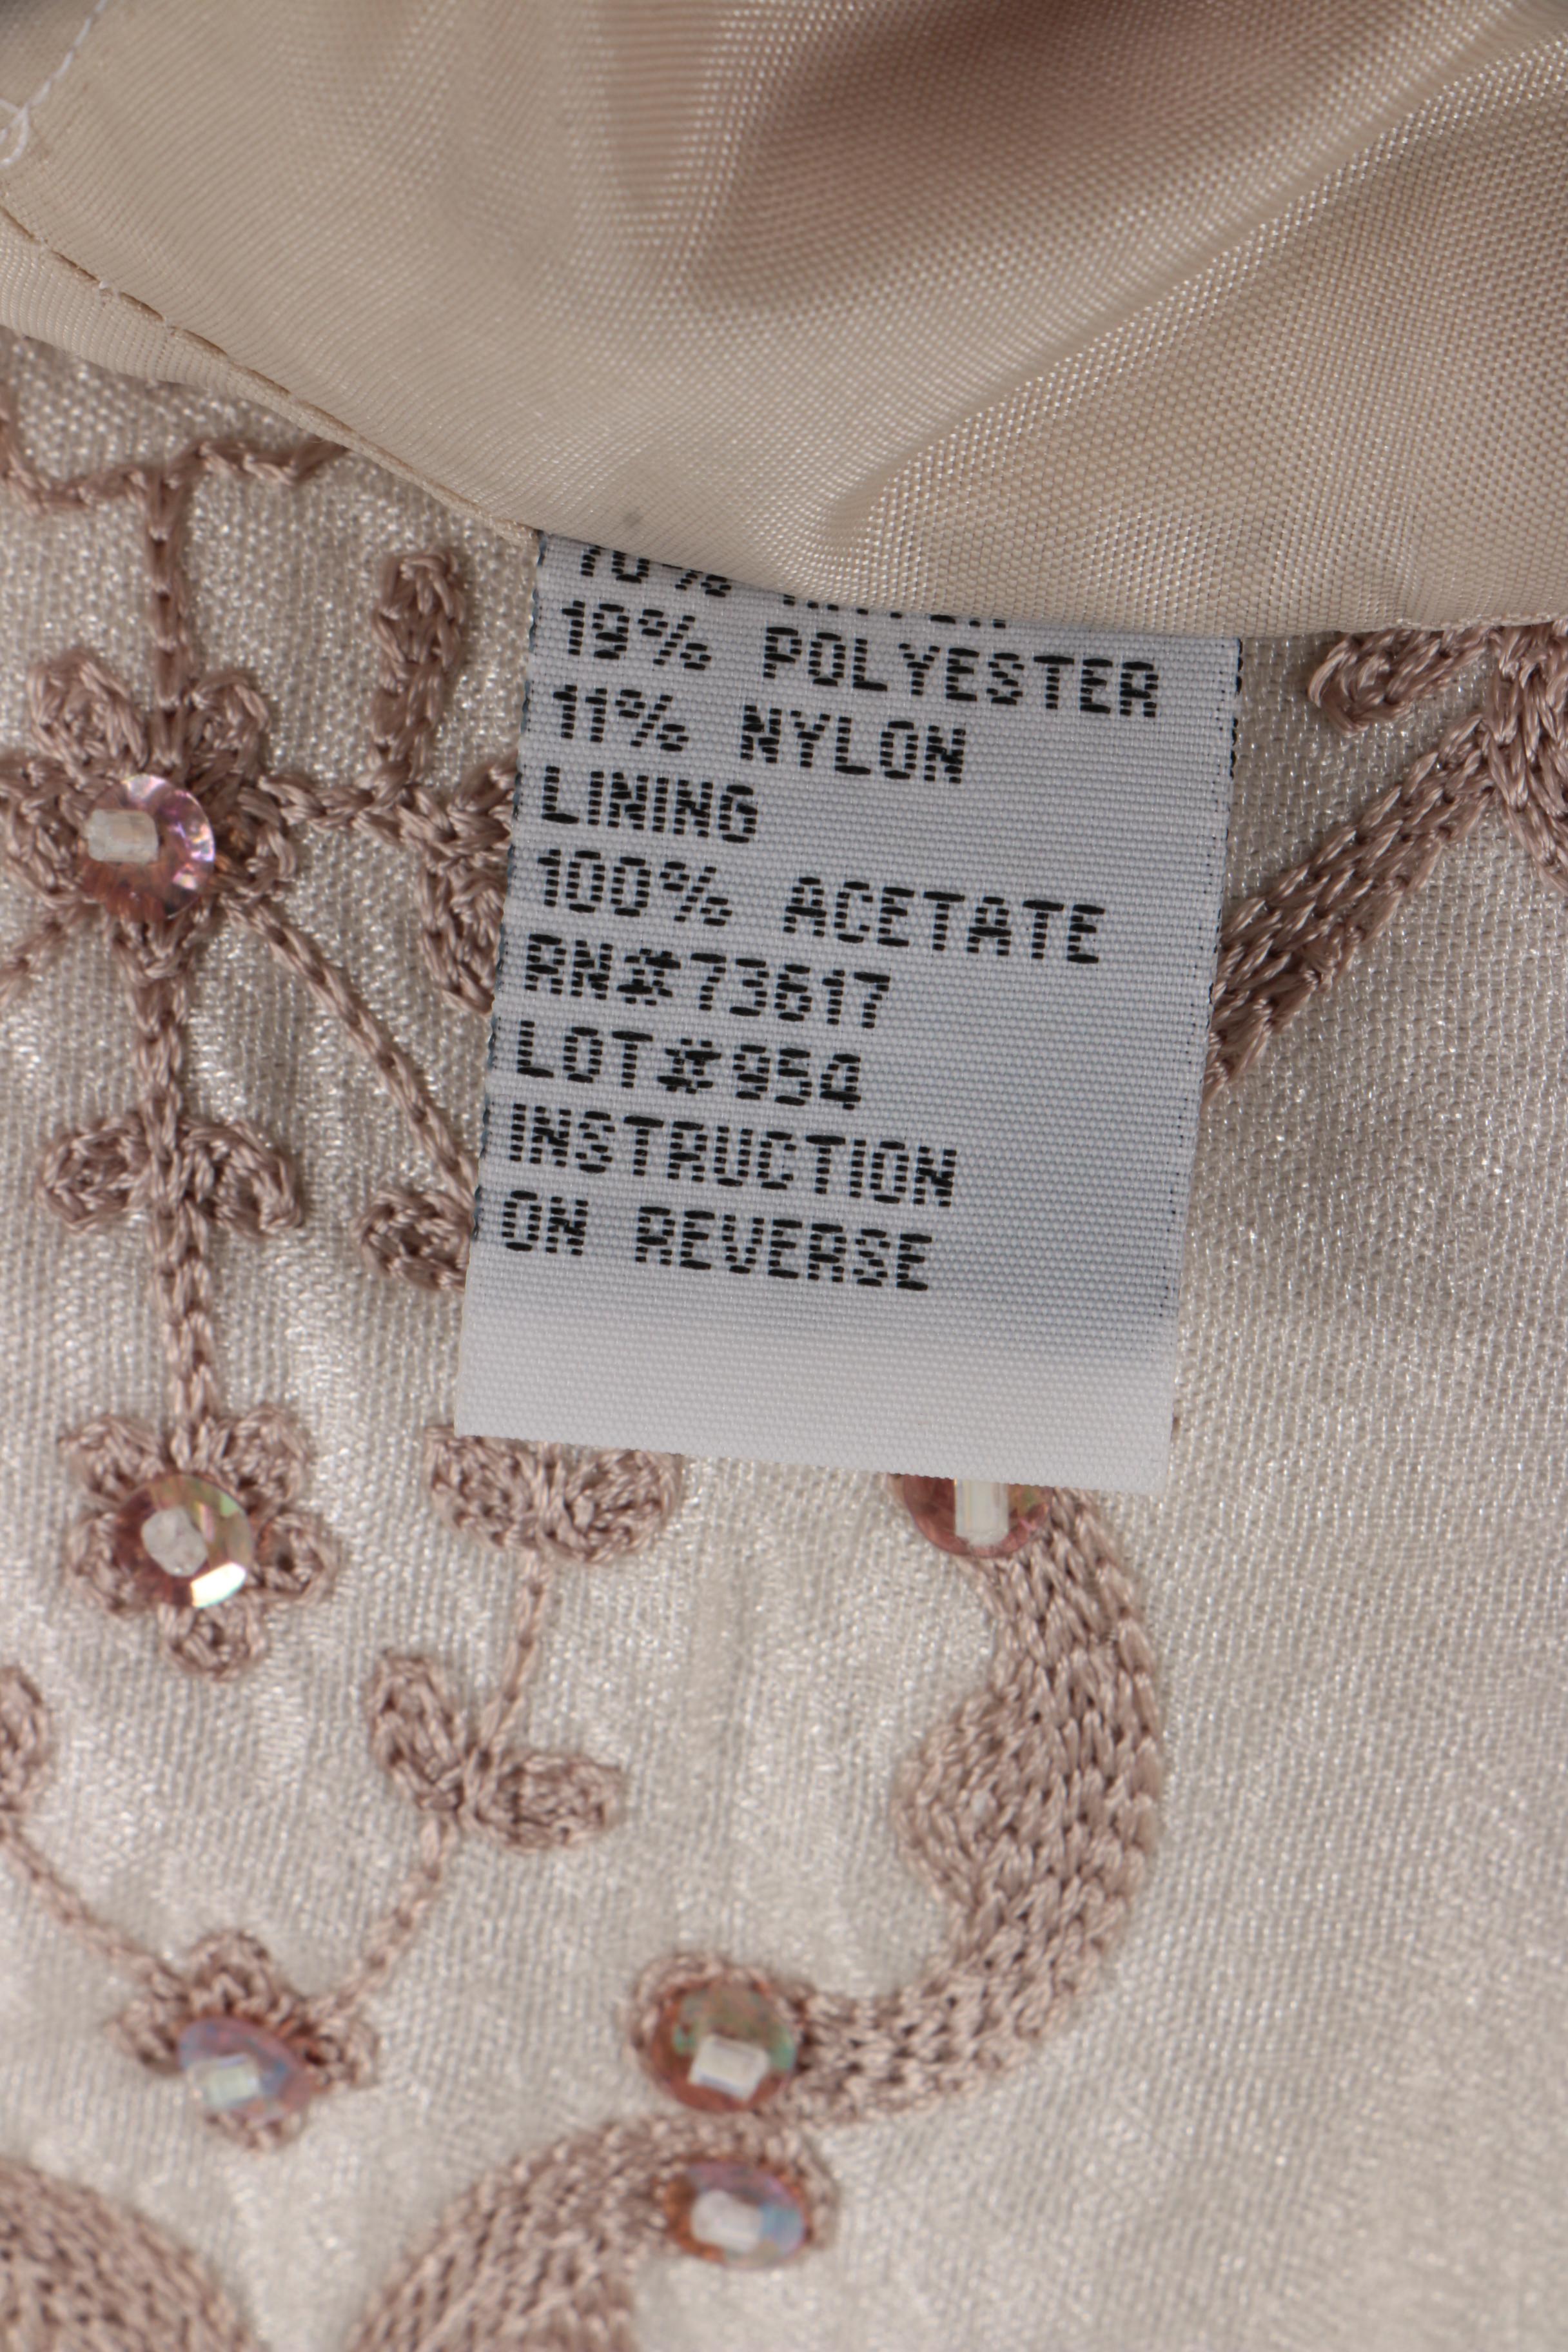 19% POLYESTER
11% NYLON
LINING
100% ACETATE
RN#73617
LOT#954
INSTRUCTION
ON REVERSE